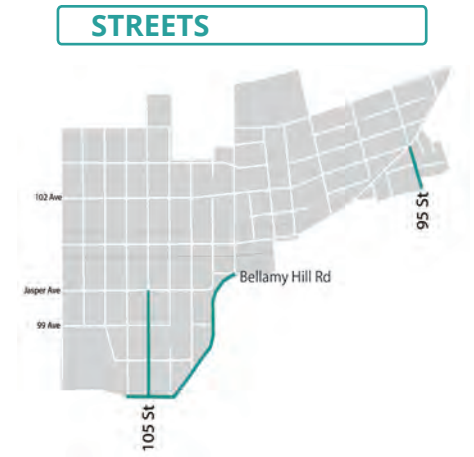 STREETS
102 Ave
95 St
Bellamy Hill Rd
Jasper Ave
99 Ave
105 St